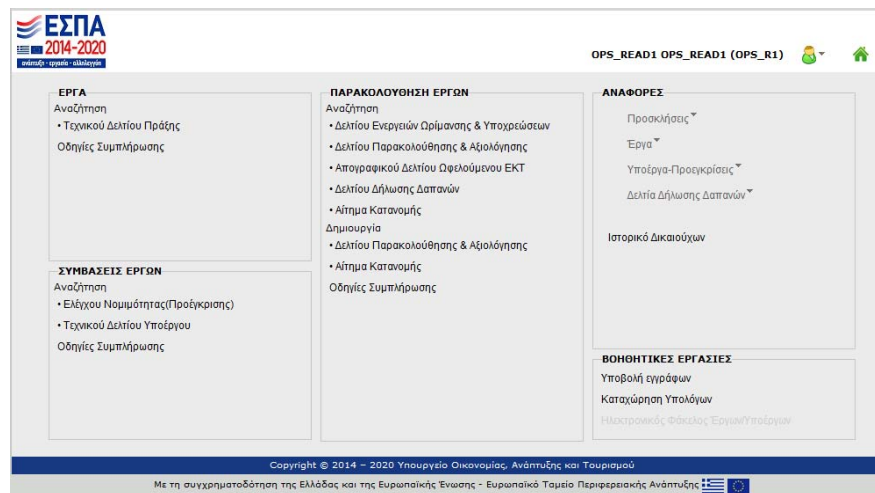 ΕΣΠΑ
2014-2020
ανάπτυξη - εργασία - αλληλεγγύη
OPS_READ1 OPS_READ1 (OPS_R1)
ΕΡΓΑ
Αναζήτηση
• Τεχνικού Δελτίου Πράξης
Οδηγίες Συμπλήρωσης
ΣΥΜΒΑΣΕΙΣ ΕΡΓΩΝ
Αναζήτηση
• Ελέγχου Νομιμότητας(Προέγκρισης)
• Τεχνικού Δελτίου Υποέργου
Οδηγίες Συμπλήρωσης
ΠΑΡΑΚΟΛΟΥΘΗΣΗ ΕΡΓΩΝ
Αναζήτηση
• Δελτίου Ενεργειών Ωρίμανσης & Υποχρεώσεων
• Δελτίου Παρακολούθησης & Αξιολόγησης
• Απογραφικού Δελτίου Ωφελούμενου ΕΚΤ
• Δελτίου Δήλωσης Δαπανών
• Αίτημα Κατανομής
Δημιουργία
• Δελτίου Παρακολούθησης & Αξιολόγησης
• Αίτημα Κατανομής
Οδηγίες Συμπλήρωσης
ΑΝΑΦΟΡΕΣ
Προσκλήσεις
Έργα
Υποέργα-Προεγκρίσεις
Δελτία Δήλωσης Δαπανών
Ιστορικό Δικαιούχων
ΒΟΗΘΗΤΙΚΕΣ ΕΡΓΑΣΙΕΣ
Υποβολή εγγράφων
Καταχώρηση Υπολόγων
Ηλεκτρονικός Φάκελος Έργων/Υποέργων
Copyright © 2014 – 2020 Υπουργείο Οικονομίας, Ανάπτυξης και Τουρισμού
Με τη συγχρηματοδότηση της Ελλάδας και της Ευρωπαϊκής Ένωσης - Ευρωπαϊκό Ταμείο Περιφερειακής Ανάπτυξης